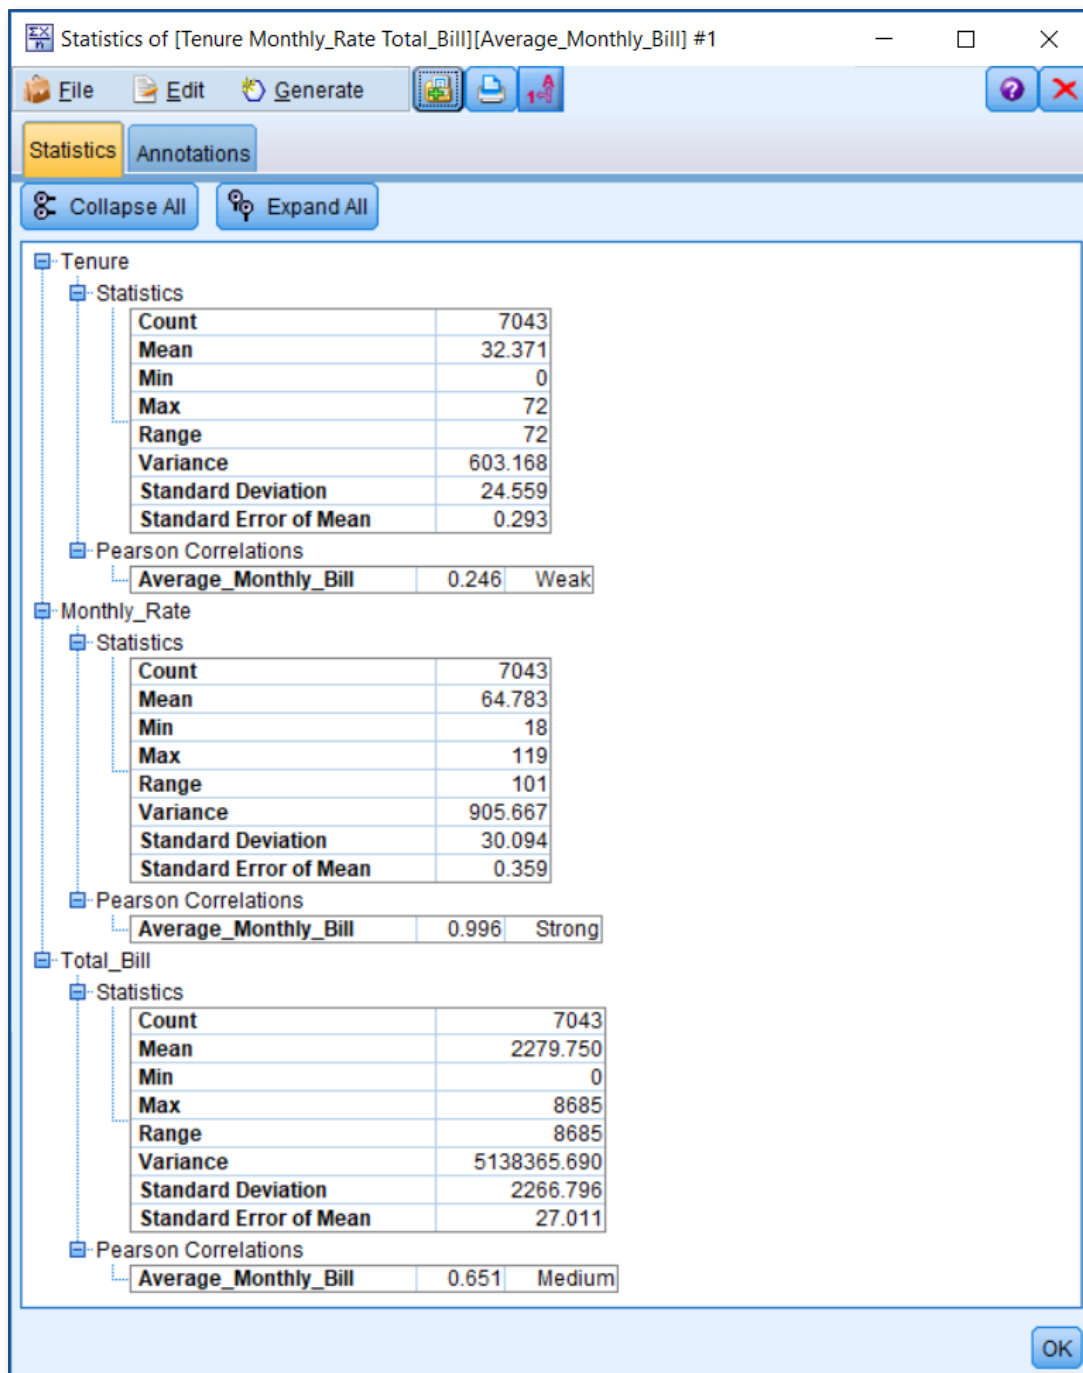 Statistics of [Tenure Monthly_Rate Total_Bill][Average_Monthly_Bill] #1
File Edit Generate
Statistics Annotations
Collapse All Expand All
Tenure
Statistics
Count 7043
Mean 32.371
Min 0
Max 72
Range 72
Variance 603.168
Standard Deviation 24.559
Standard Error of Mean 0.293
Pearson Correlations
Average_Monthly_Bill 0.246 Weak
Monthly_Rate
Statistics
Count 7043
Mean 64.783
Min 18
Max 119
Range 101
Variance 905.667
Standard Deviation 30.094
Standard Error of Mean 0.359
Pearson Correlations
Average_Monthly_Bill 0.996 Strong
Total_Bill
Statistics
Count 7043
Mean 2279.750
Min 0
Max 8685
Range 8685
Variance 5138365.690
Standard Deviation 2266.796
Standard Error of Mean 27.011
Pearson Correlations
Average_Monthly_Bill 0.651 Medium
OK